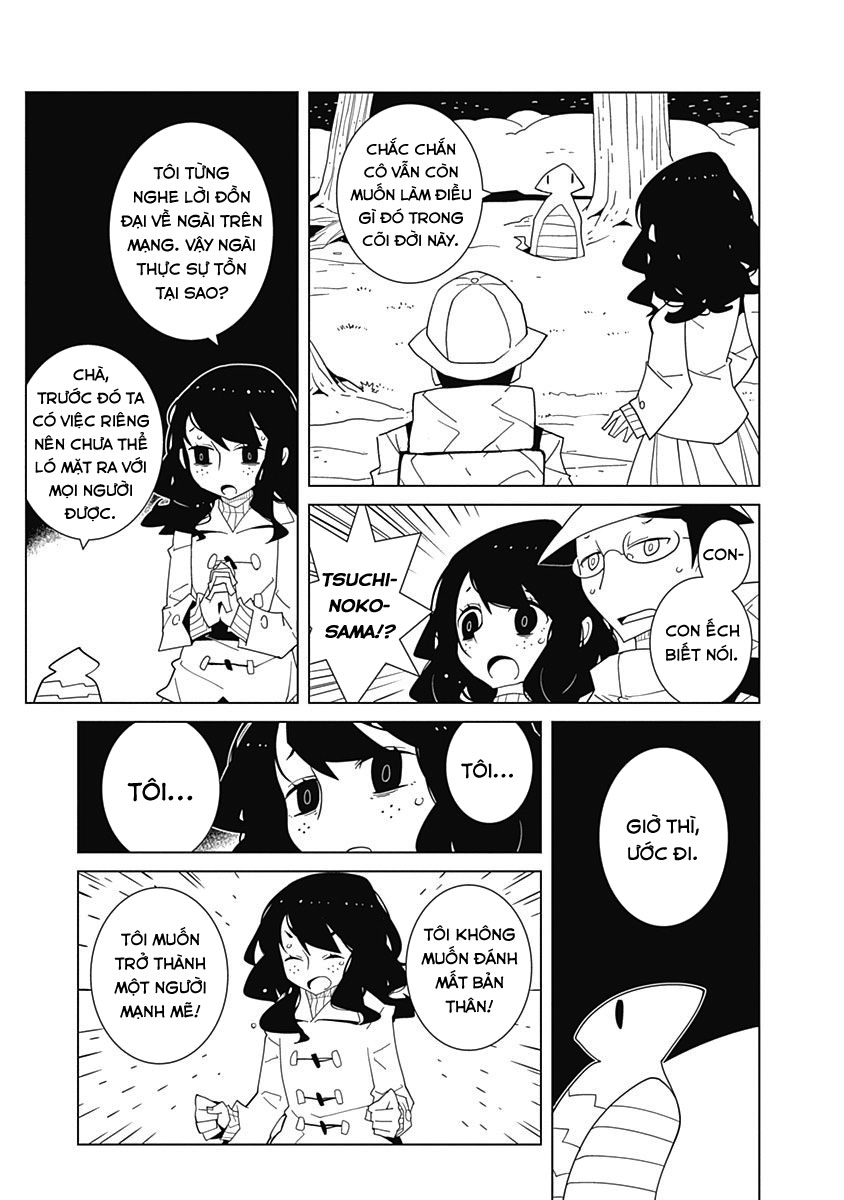 CHẮC CHẮN
CÔ VẪN CÒN
MUỐN LÀM ĐIỀU
GÌ ĐÓ TRONG
CÕI ĐỜI NÀY.
CON-
CON ẾCH
BIẾT NÓI.
TSUCHI-
NOKO-
SAMA!?
TÔI TỪNG
NGHE LỜI ĐỒN
ĐẠI VỀ NGÀI TRÊN
MẠNG. VẬY NGÀI
THỰC SỰ TỒN
TẠI SAO?
CHÀ,
TRƯỚC ĐÓ TA
CÓ VIỆC RIÊNG
NÊN CHƯA THỂ
LÓ MẶT RA VỚI
MỌI NGƯỜI
ĐƯỢC.
GIỜ THÌ,
ƯỚC ĐI.
TÔI...
TÔI...
TÔI KHÔNG
MUỐN ĐÁNH
MẤT BẢN
THÂN!
TÔI MUỐN
TRỞ THÀNH
MỘT NGƯỜI
MẠNH MẼ!